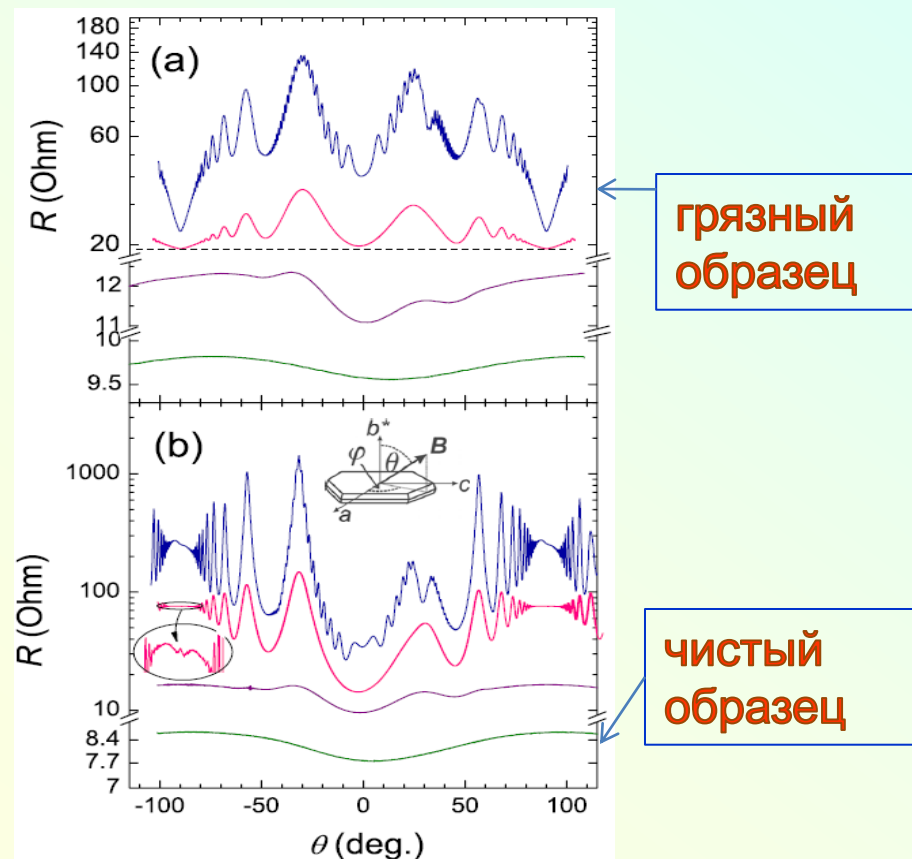 (a)
180
140
100
60
20
12
11
10
9.5
R (Ohm)
грязный
образец
(b)
b*
B
φ
θ
c
a
1000
100
10
8.4
7.7
7
R (Ohm)
чистый
образец
-100 -50 0 50 100
θ (deg.)